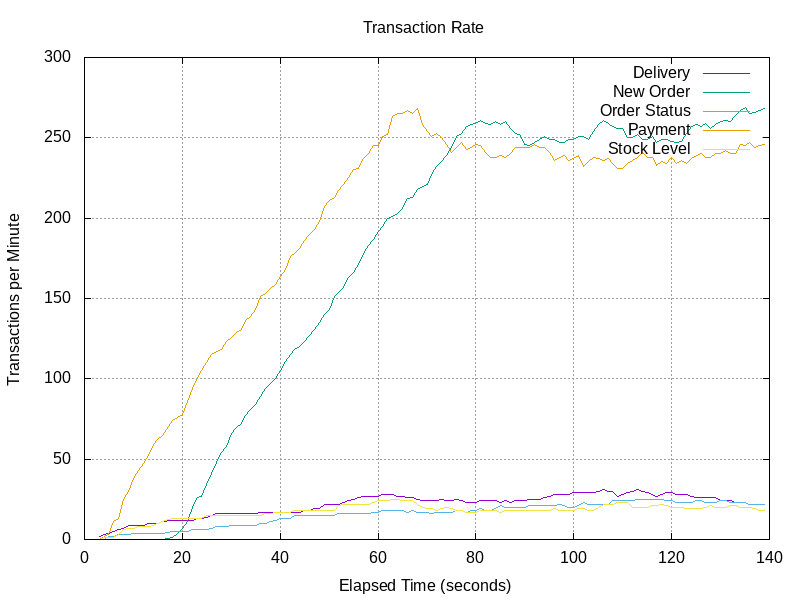 Transaction Rate
Transactions per Minute
300
250
200
150
100
50
0
Delivery
New Order
Order Status
Payment
Stock Level
0 20 40 60 80 100 120 140
Elapsed Time (seconds)